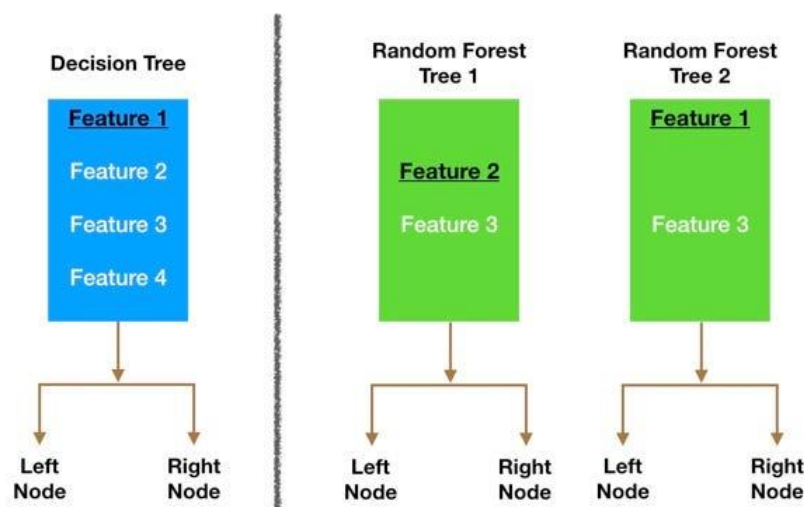 Decision Tree
Feature 1
Feature 2
Feature 3
Feature 4
Left
Node
Right
Node
Random Forest
Tree 1
Feature 2
Feature 3
Left
Node
Right
Node
Random Forest
Tree 2
Feature 1
Feature 3
Left
Node
Right
Node